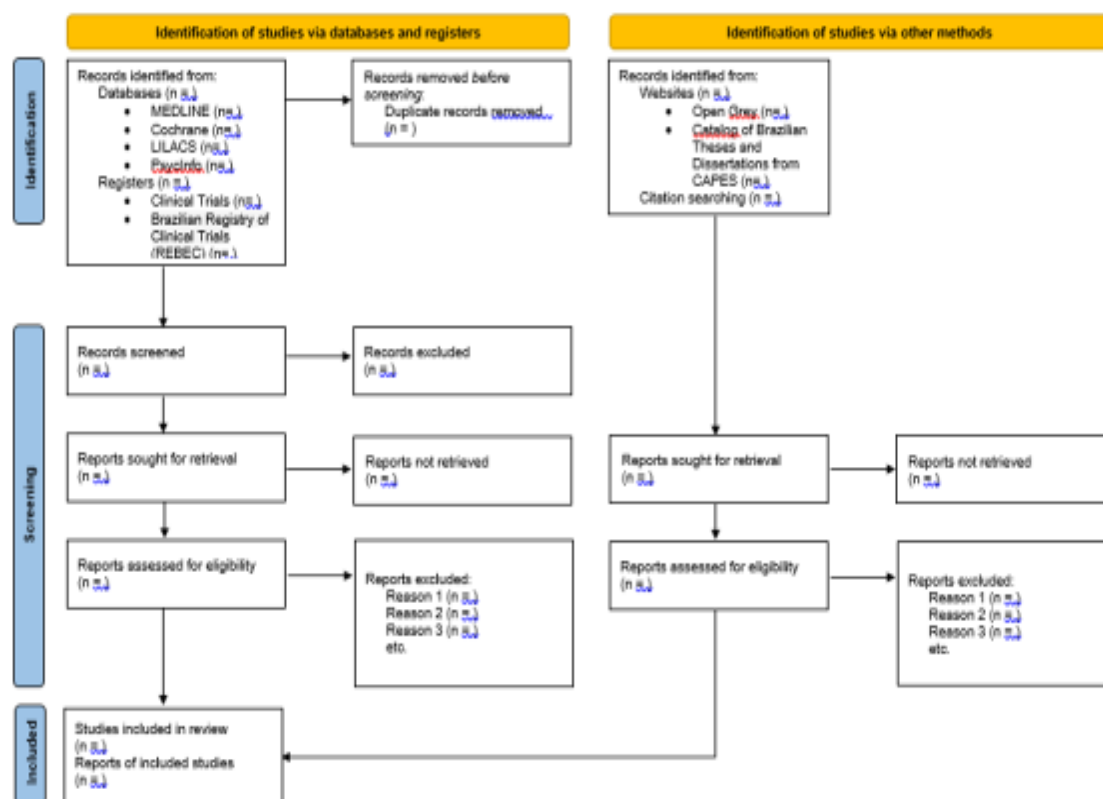 Identification of studies via databases and registers
Identification of studies via other methods
Identification
Records identified from:
Databases (n =)
MEDLINE (n=)
Cochrane (n=)
LILACS (n=)
PsycInfo (n=)
Registers (n =)
Clinical Trials (n=)
Brazilian Registry of
Clinical Trials
(REBEC) (n=)
Records removed before
screening:
Duplicate records removed
(n = )
Records identified from:
Websites (n =)
Open Grey (n=)
Catalog of Brazilian
Theses and
Dissertations from
CAPES (n=)
Citation searching (n =)
Screening
Records screened
(n =)
Records excluded
(n =)
Reports sought for retrieval
(n =)
Reports not retrieved
(n =)
Reports sought for retrieval
(n =)
Reports not retrieved
(n =)
Reports assessed for eligibility
(n =)
Reports excluded:
Reason 1 (n =)
Reason 2 (n =)
Reason 3 (n =)
etc.
Reports assessed for eligibility
(n =)
Reports excluded:
Reason 1 (n =)
Reason 2 (n =)
Reason 3 (n =)
etc.
Included
Studies included in review
(n =)
Reports of included studies
(n =)